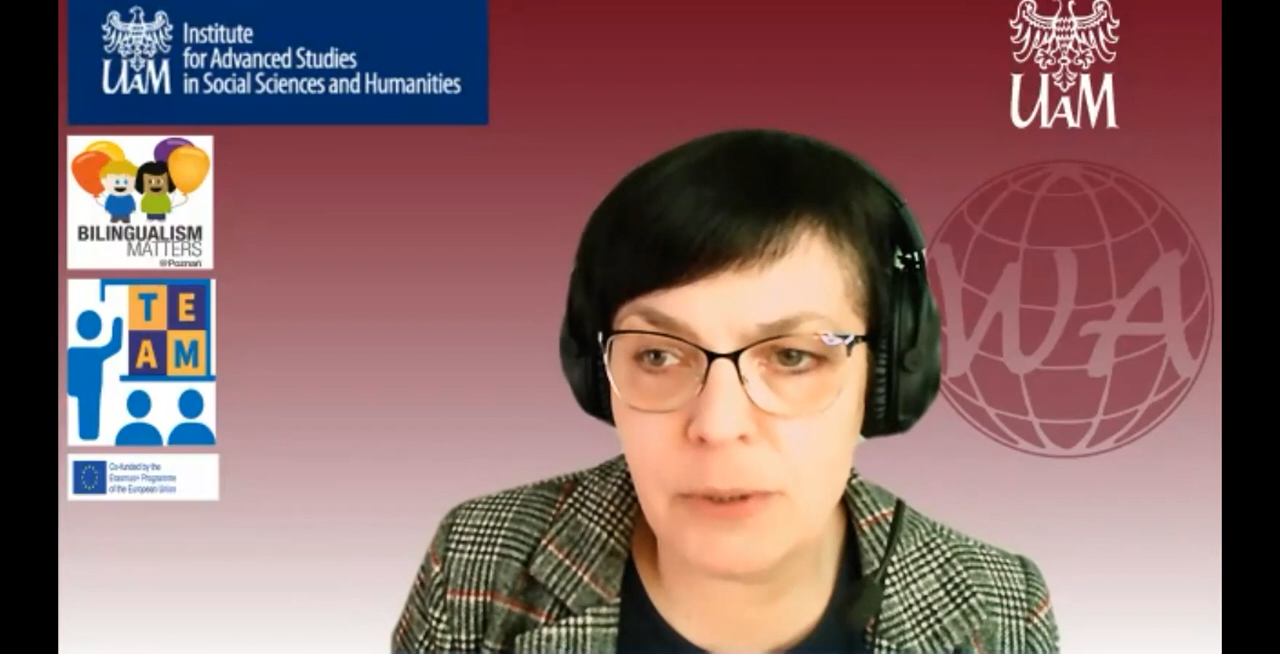 UAM
Institute
for Advanced Studies
in Social Sciences and Humanities
UAM
BILINGUALISM
MATTERS
@Poznań
T E
A M
Co-funded by the
Erasmus+ Programme
of the European Union
WA